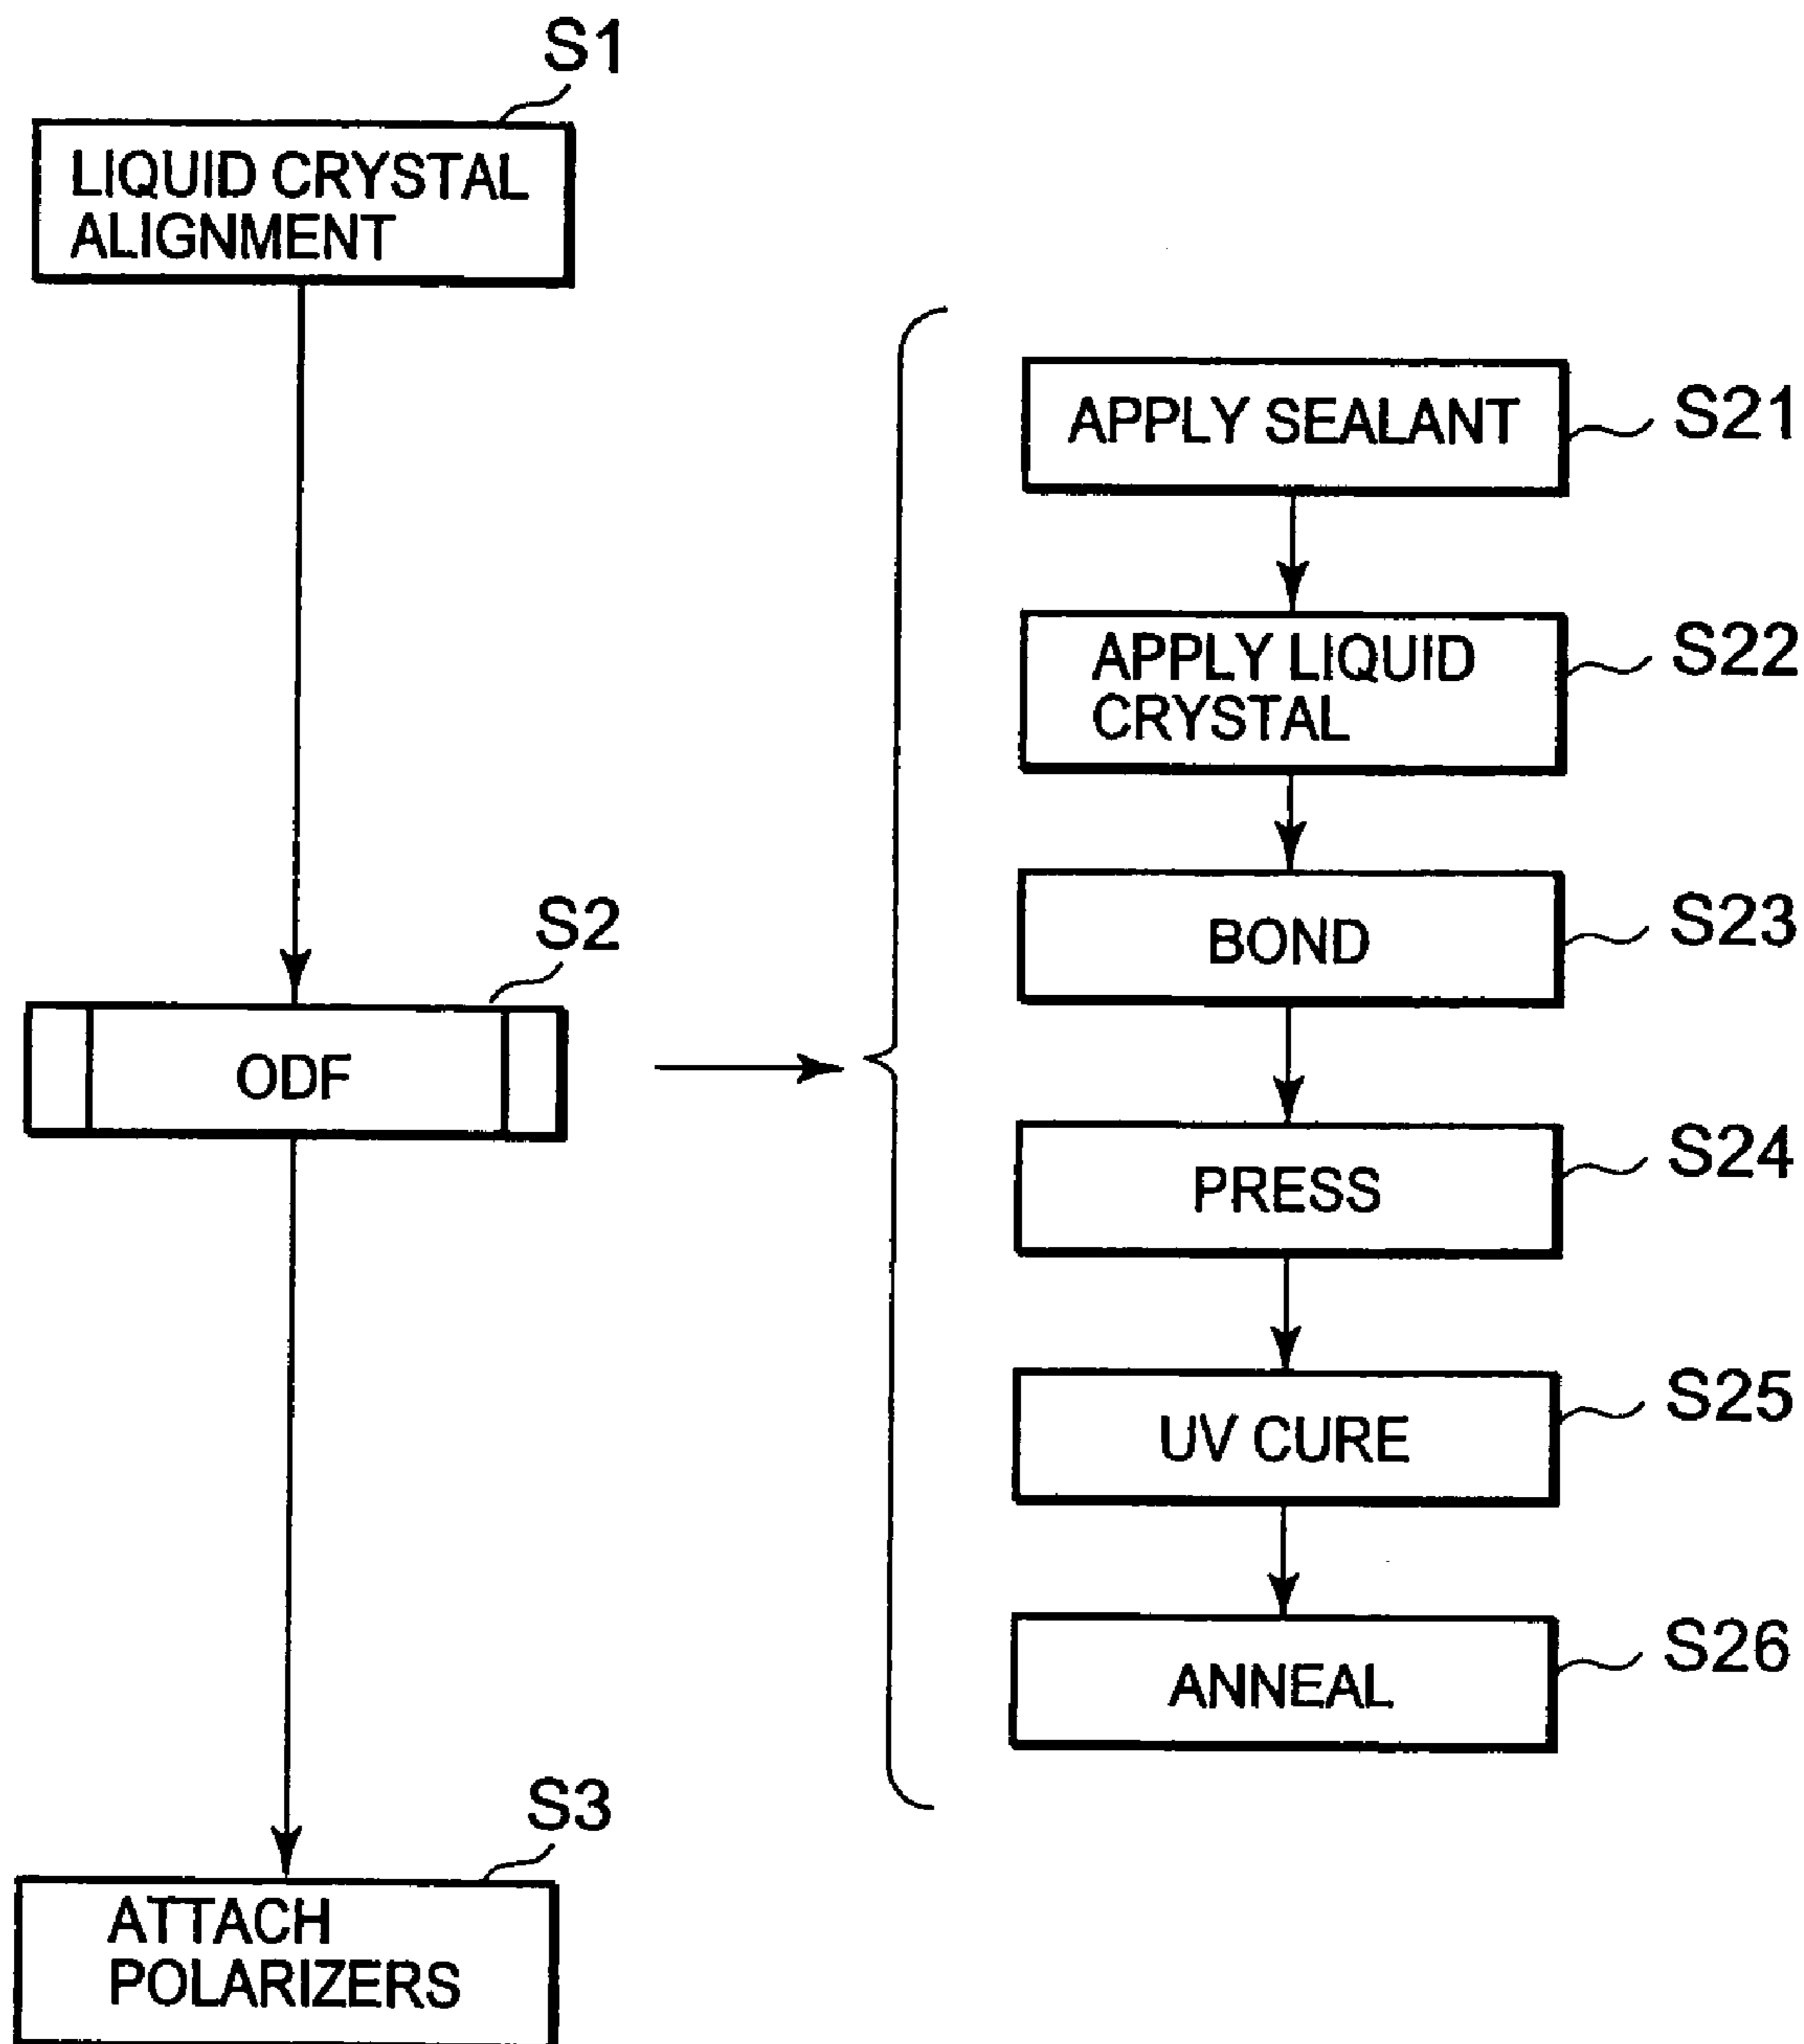 S1
LIQUID CRYSTAL
ALIGNMENT
S2
ODF
S3
ATTACH
POLARIZERS
APPLY SEALANT
S21
APPLY LIQUID
CRYSTAL
S22
BOND
S23
PRESS
S24
UV CURE
S25
ANNEAL
S26